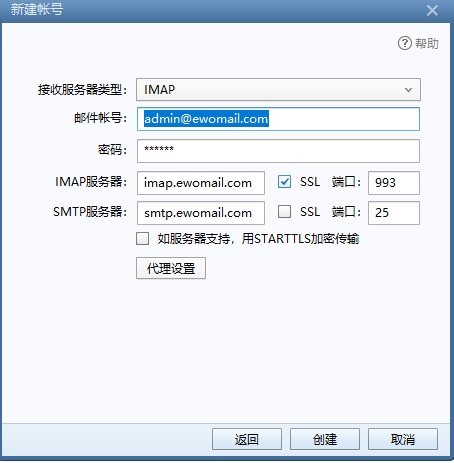 新建帐号
帮助
接收服务器类型: IMAP
邮件帐号: admin@ewomail.com
密码: ******
IMAP服务器: imap.ewomail.com SSL 端口: 993
SMTP服务器: smtp.ewomail.com SSL 端口: 25
如服务器支持，用STARTTLS加密传输
代理设置
返回 创建 取消